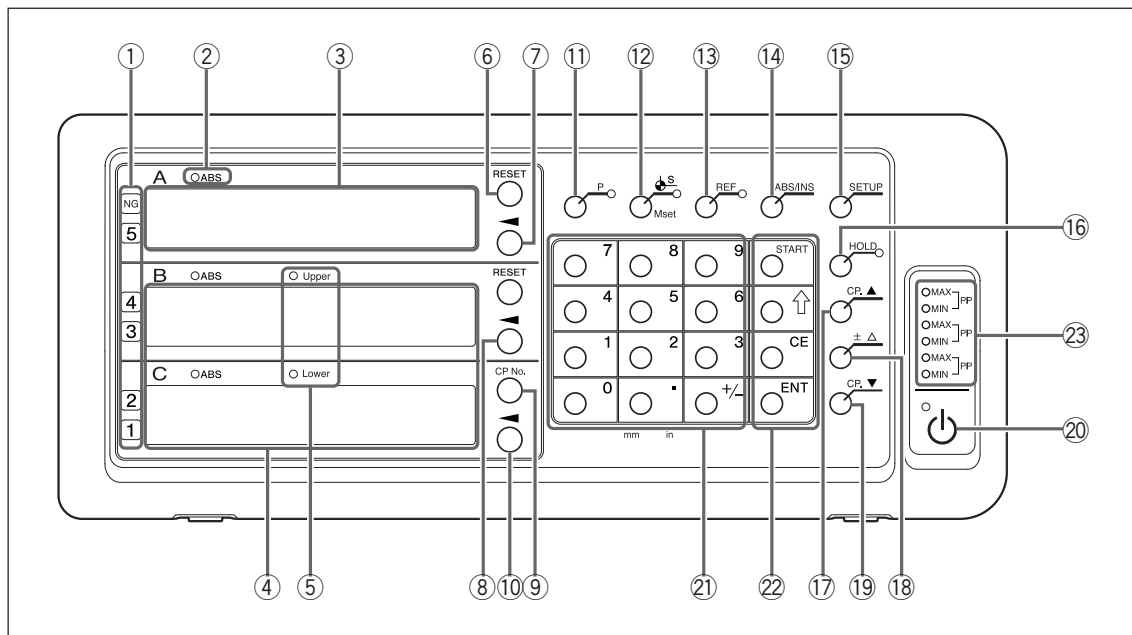 ① ② ③ ⑥ ⑦ ⑪ ⑫ ⑬ ⑭ ⑮
A ABS RESET P S Mset REF ABS/INS SETUP
NG
5
⑯
HOLD
7 8 9 START
B ABS Upper RESET
4 5 6 CP. ▲
4
3
MAX
MIN PP
MAX
MIN PP
MAX
MIN PP
㉓
1 2 3 CE ± △
C ABS Lower CP No.
0 . +/- ENT CP. ▼
2
1
mm in
⑳
④ ⑤ ⑧ ⑩ ⑨ ㉑ ㉒ ⑰ ⑲ ⑱